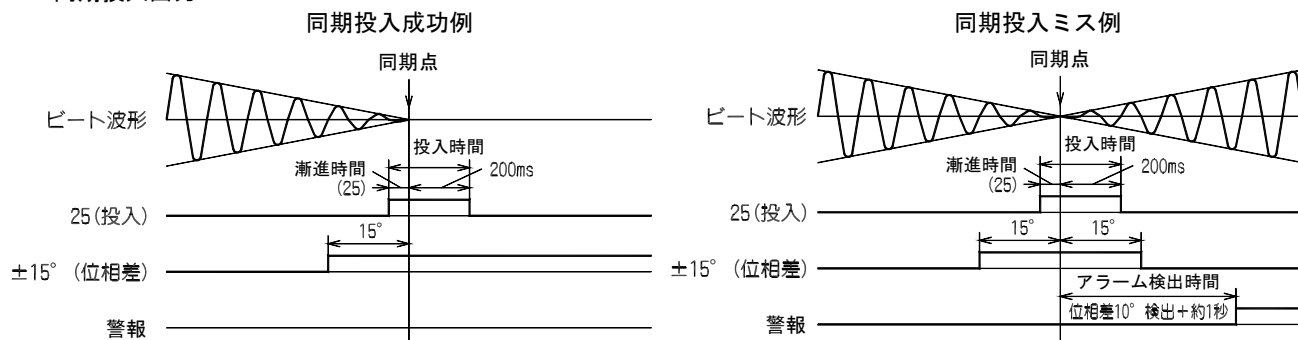 同期投入成功例
同期点
ビート波形
投入時間
漸進時間
(25)
200ms
25(投入)
15°
±15°（位相差)
警報
同期投入ミス例
同期点
ビート波形
投入時間
漸進時間
(25)
200ms
25(投入)
15°
15°
±15°（位相差)
アラーム検出時間
位相差10°検出＋約1秒
警報